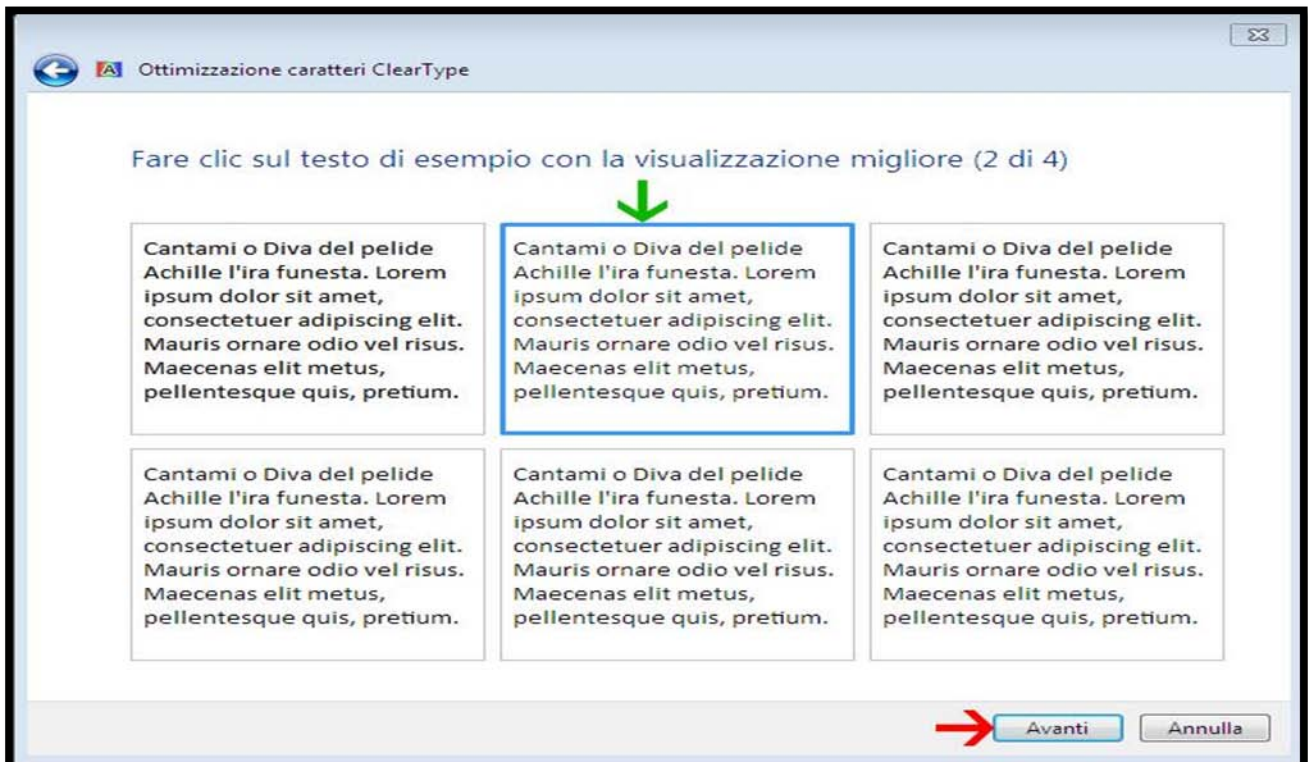 Ottimizzazione caratteri ClearType
Fare clic sul testo di esempio con la visualizzazione migliore (2 di 4)
Cantami o Diva del pelide
Achille l'ira funesta. Lorem
ipsum dolor sit amet,
consectetuer adipiscing elit.
Mauris ornare odio vel risus.
Maecenas elit metus,
pellentesque quis, pretium.
Cantami o Diva del pelide
Achille l'ira funesta. Lorem
ipsum dolor sit amet,
consectetuer adipiscing elit.
Mauris ornare odio vel risus.
Maecenas elit metus,
pellentesque quis, pretium.
Cantami o Diva del pelide
Achille l'ira funesta. Lorem
ipsum dolor sit amet,
consectetuer adipiscing elit.
Mauris ornare odio vel risus.
Maecenas elit metus,
pellentesque quis, pretium.
Cantami o Diva del pelide
Achille l'ira funesta. Lorem
ipsum dolor sit amet,
consectetuer adipiscing elit.
Mauris ornare odio vel risus.
Maecenas elit metus,
pellentesque quis, pretium.
Cantami o Diva del pelide
Achille l'ira funesta. Lorem
ipsum dolor sit amet,
consectetuer adipiscing elit.
Mauris ornare odio vel risus.
Maecenas elit metus,
pellentesque quis, pretium.
Cantami o Diva del pelide
Achille l'ira funesta. Lorem
ipsum dolor sit amet,
consectetuer adipiscing elit.
Mauris ornare odio vel risus.
Maecenas elit metus,
pellentesque quis, pretium.
Avanti
Annulla